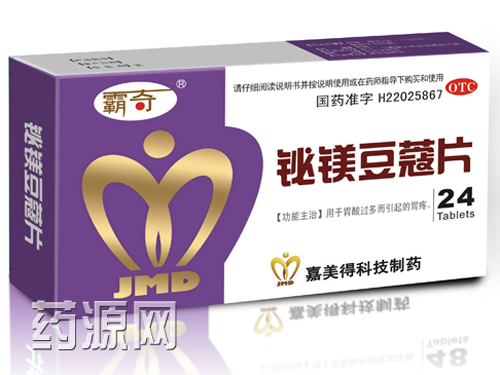 霸奇®
请仔细阅读说明书并按说明使用或在药师指导下购买和使用
国药准字 H22025867
OTC
铋镁豆蔻片
24
Tablets
【功能主治】用于胃酸过多而引起的胃疼。
JMD
嘉美得科技制药
JMD
铋镁豆蔻片
药源网
48